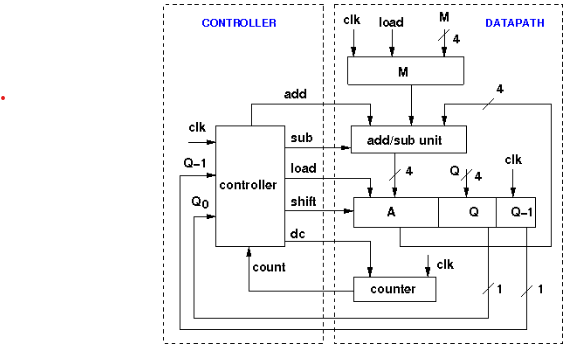 CONTROLLER
DATAPATH
clk
load
M
4
M
add
4
clk
sub
add/sub unit
Q-1
load
4
Q
4
clk
controller
Q0
shift
A
Q
Q-1
dc
count
clk
counter
1
1